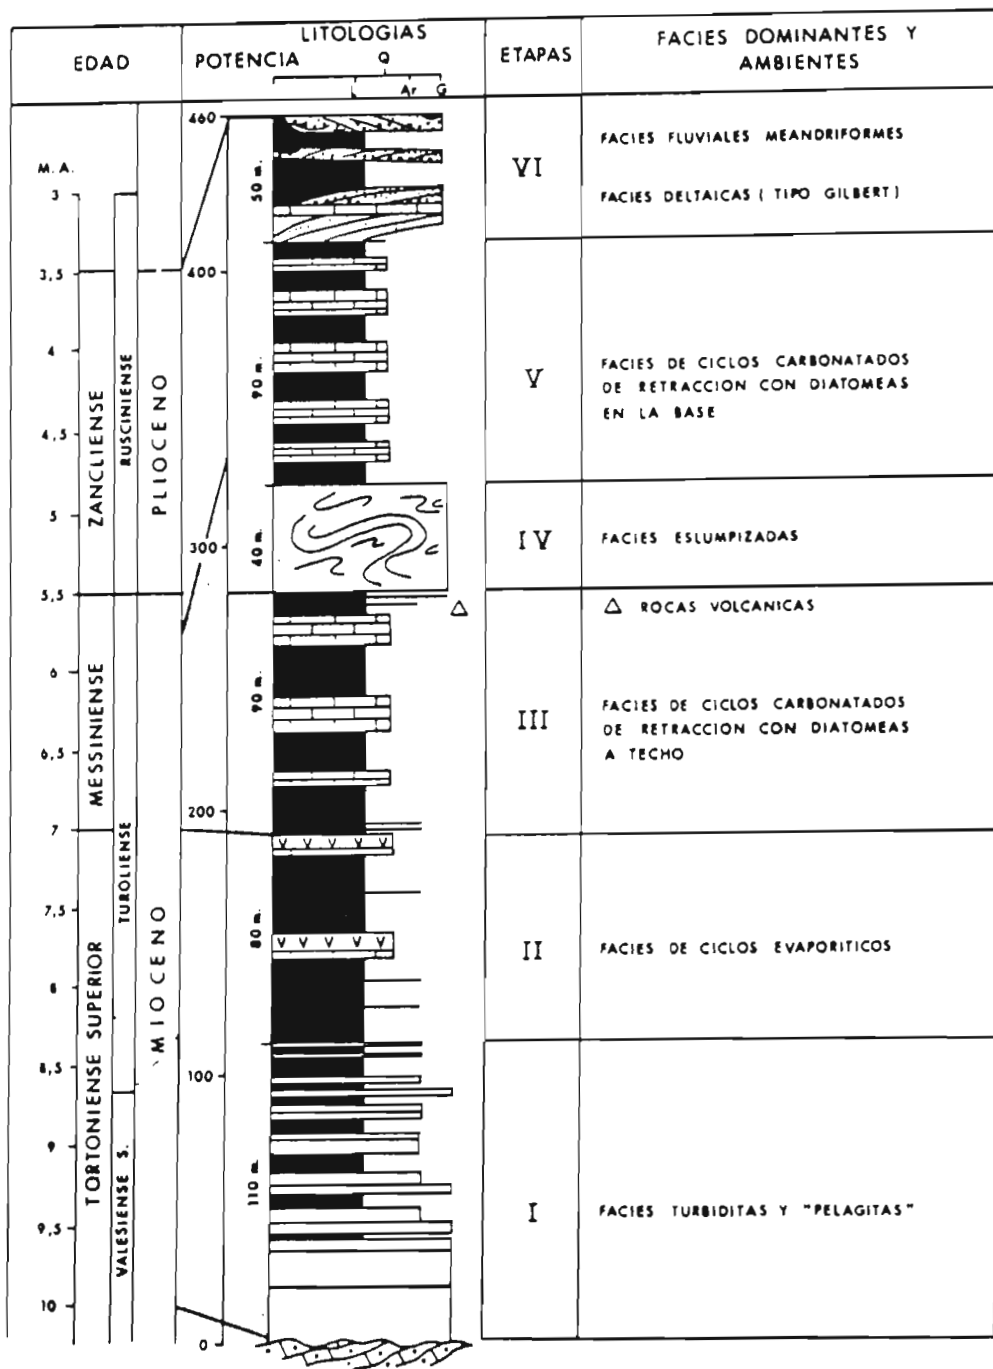 EDAD
POTENCIA
LITOLOGIAS
Q
Ar G
ETAPAS
FACIES DOMINANTES Y
AMBIENTES
M.A.
3
3,5
4
4,5
5
5,5
6
6,5
7
7,5
8
8,5
9
9,5
10
ZANCLIENSE
MESSINIENSE
TORTONIENSE SUPERIOR
RUSCINIENSE
TUROLIENSE
VALESIENSE S.
PLIOCENO
MIOCENO
460
400
300
200
100
0
50 m.
90 m.
40 m.
90 m.
80 m.
110 m.
VI
FACIES FLUVIALES MEANDRIFORMES
FACIES DELTAICAS ( TIPO GILBERT)
V
FACIES DE CICLOS CARBONATADOS
DE RETRACCION CON DIATOMEAS
EN LA BASE
IV
FACIES ESLUMPIZADAS
△ ROCAS VOLCANICAS
III
FACIES DE CICLOS CARBONATADOS
DE RETRACCION CON DIATOMEAS
A TECHO
II
FACIES DE CICLOS EVAPORITICOS
I
FACIES TURBIDITAS Y "PELAGITAS"